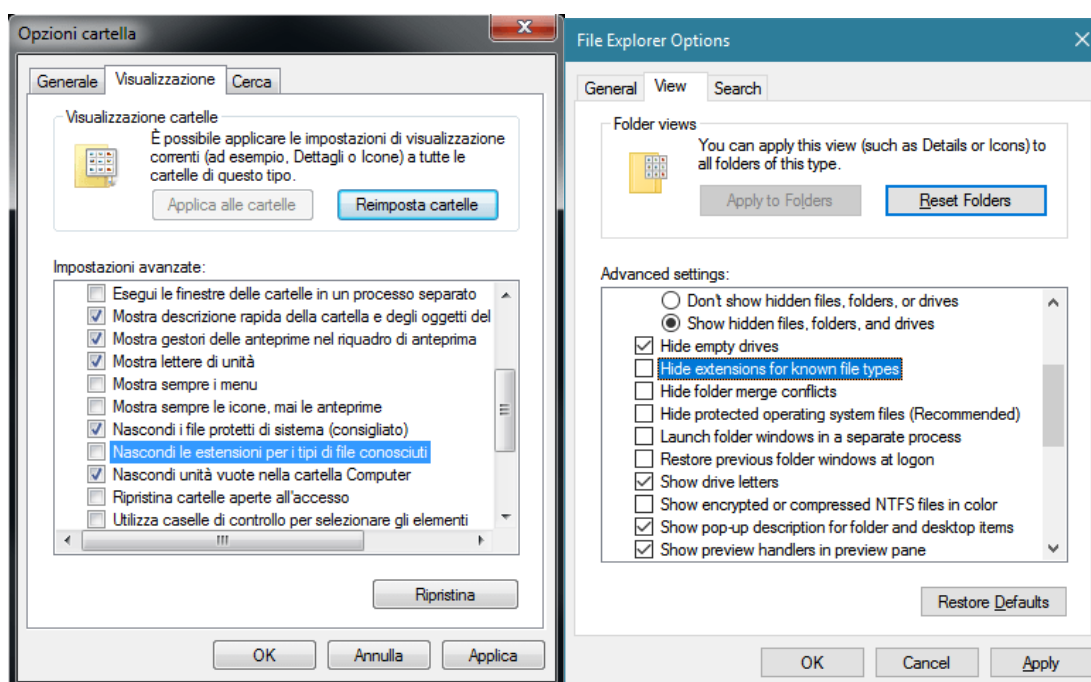 Opzioni cartella
Generale
Visualizzazione
Cerca
Visualizzazione cartelle
È possibile applicare le impostazioni di visualizzazione
correnti (ad esempio, Dettagli o Icone) a tutte le
cartelle di questo tipo.
Applica alle cartelle
Reimposta cartelle
Impostazioni avanzate:
Esegui le finestre delle cartelle in un processo separato
Mostra descrizione rapida della cartella e degli oggetti del
Mostra gestori delle anteprime nel riquadro di anteprima
Mostra lettere di unità
Mostra sempre i menu
Mostra sempre le icone, mai le anteprime
Nascondi i file protetti di sistema (consigliato)
Nascondi le estensioni per i tipi di file conosciuti
Nascondi unità vuote nella cartella Computer
Ripristina cartelle aperte all'accesso
Utilizza caselle di controllo per selezionare gli elementi
Ripristina
OK
Annulla
Applica
File Explorer Options
General
View
Search
Folder views
You can apply this view (such as Details or Icons) to
all folders of this type.
Apply to Folders
Reset Folders
Advanced settings:
Don't show hidden files, folders, or drives
Show hidden files, folders, and drives
Hide empty drives
Hide extensions for known file types
Hide folder merge conflicts
Hide protected operating system files (Recommended)
Launch folder windows in a separate process
Restore previous folder windows at logon
Show drive letters
Show encrypted or compressed NTFS files in color
Show pop-up description for folder and desktop items
Show preview handlers in preview pane
Restore Defaults
OK
Cancel
Apply